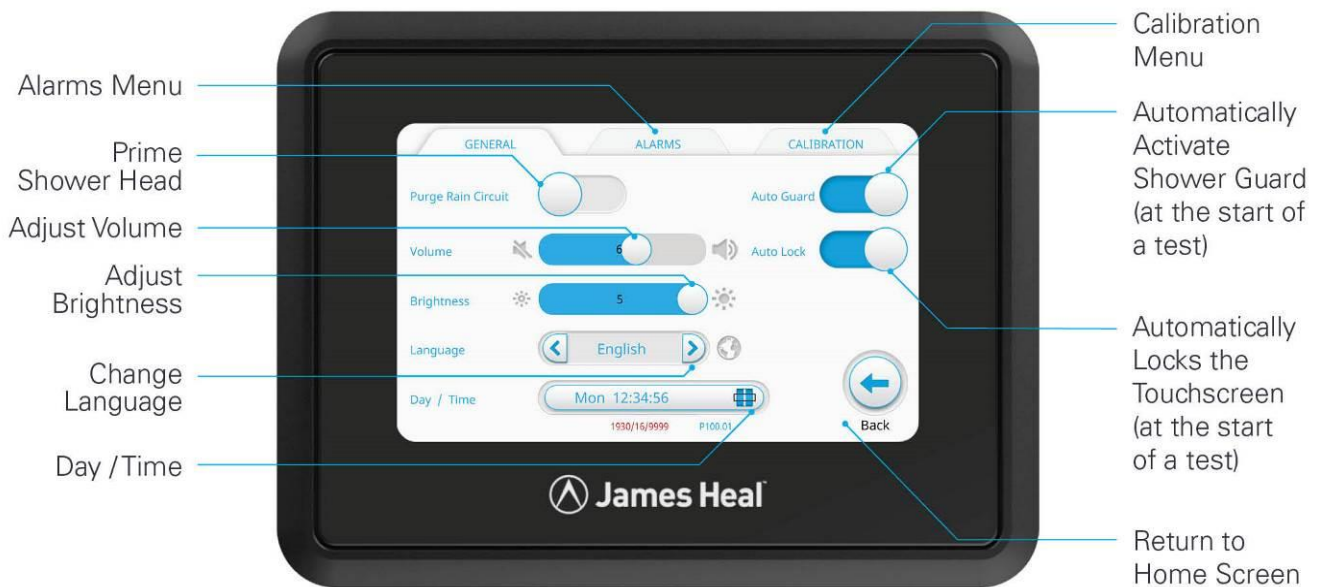 Alarms Menu
Prime
Shower Head
Adjust Volume
Adjust
Brightness
Change
Language
Day / Time
GENERAL
ALARMS
CALIBRATION
Purge Rain Circuit
Auto Guard
Volume
6
Auto Lock
Brightness
5
Language
English
Day / Time
Mon 12:34:56
1930/16/9999
P100.01
Back
James Heal
Calibration
Menu
Automatically
Activate
Shower Guard
(at the start of
a test)
Automatically
Locks the
Touchscreen
(at the start
of a test)
Return to
Home Screen